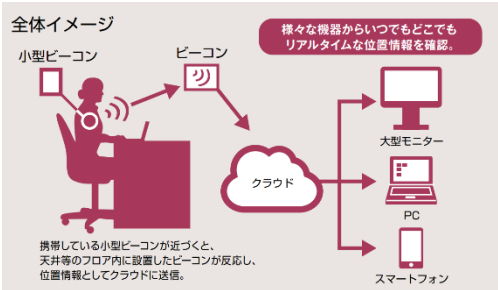 全体イメージ
様々な機器からいつでもどこでも
リアルタイムな位置情報を確認。
小型ビーコン
ビーコン
クラウド
大型モニター
PC
スマートフォン
携帯している小型ビーコンが近づくと、
天井等のフロア内に設置したビーコンが反応し、
位置情報としてクラウドに送信。